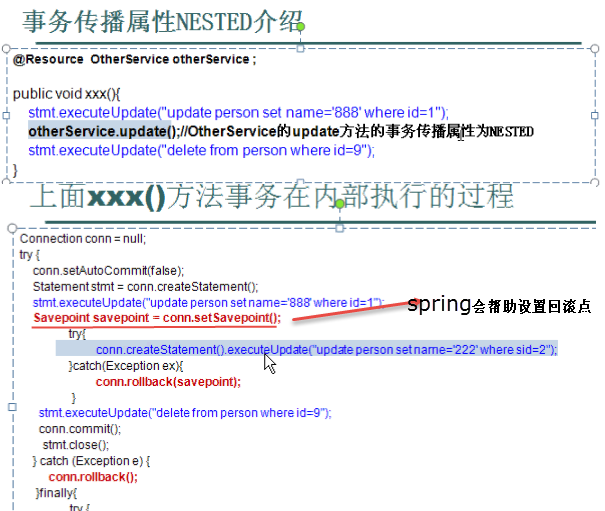 事务传播属性NESTED介绍
@Resource OtherService otherService ;
public void xxx(){
stmt.executeUpdate("update person set name='888' where id=1");
otherService.update();//OtherService的update方法的事务传播属性为NESTED
stmt.executeUpdate("delete from person where id=9");
}
上面xxx()方法事务在内部执行的过程
Connection conn = null;
try {
conn.setAutoCommit(false);
Statement stmt = conn.createStatement();
stmt.executeUpdate("update person set name='888' where id=1");
Savepoint savepoint = conn.setSavepoint();
spring会帮助设置回滚点
try{
conn.createStatement().executeUpdate("update person set name='222' where sid=2");
}catch(Exception ex){
conn.rollback(savepoint);
}
stmt.executeUpdate("delete from person where id=9");
conn.commit();
stmt.close();
} catch (Exception e) {
conn.rollback();
}finally{
try {